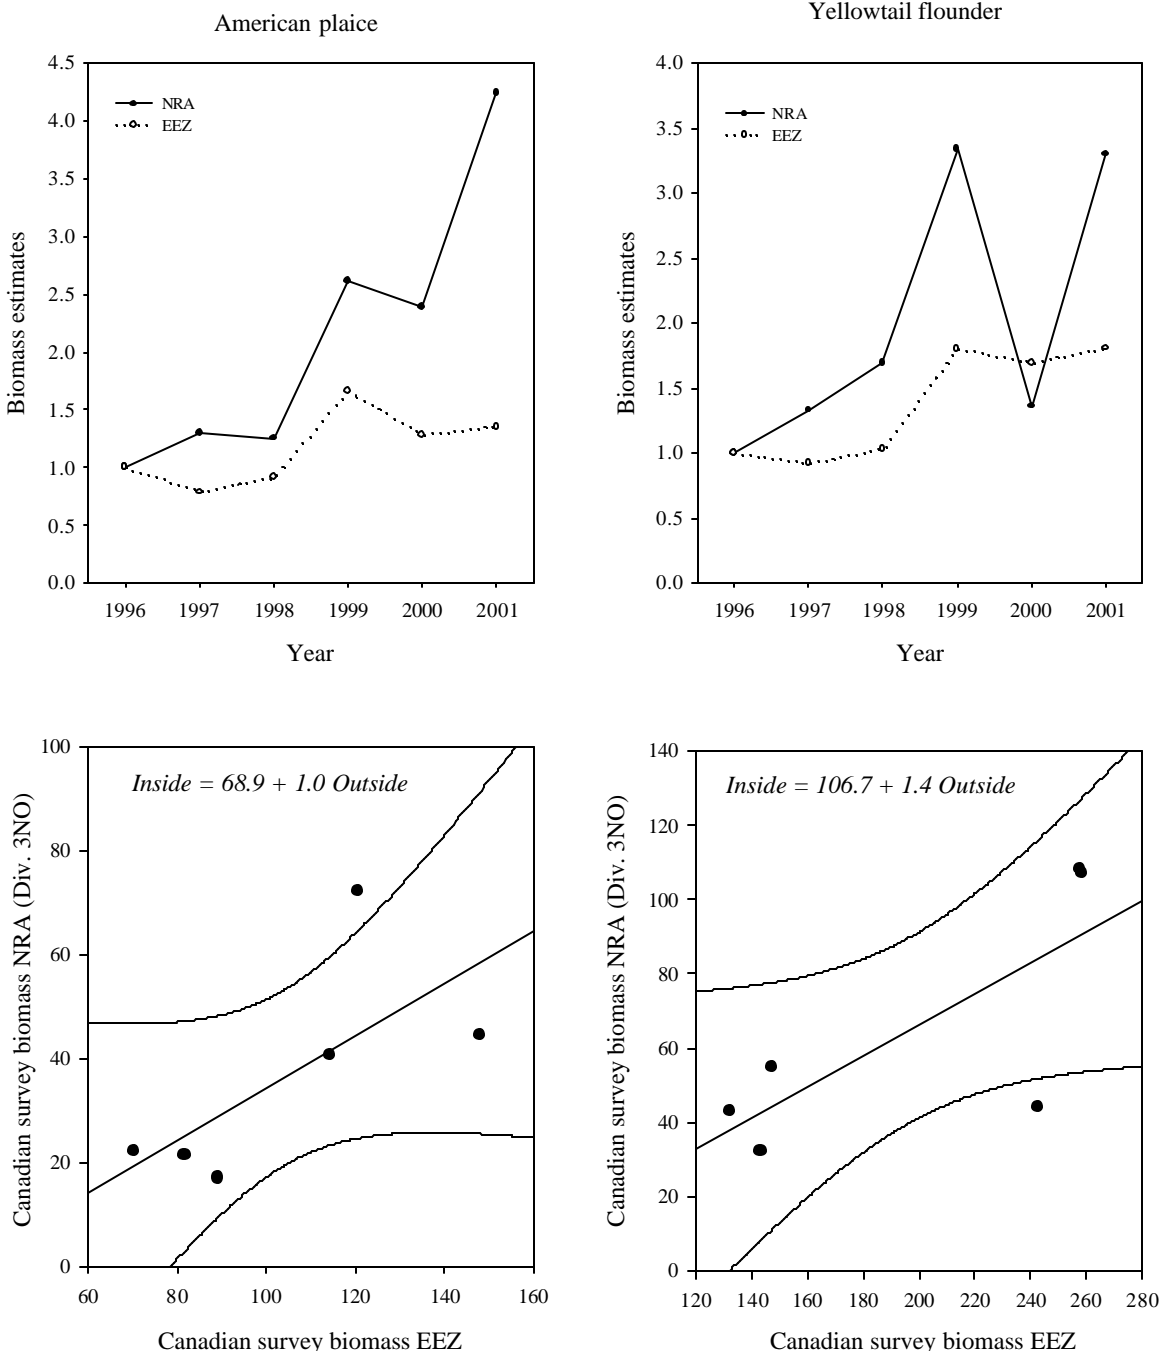 American plaice
4.5
4.0
3.5
3.0
2.5
2.0
1.5
1.0
0.5
0.0
Biomass estimates
NRA
EEZ
1996 1997 1998 1999 2000 2001
Year
Yellowtail flounder
4.0
3.5
3.0
2.5
2.0
1.5
1.0
0.5
0.0
Biomass estimates
NRA
EEZ
1996 1997 1998 1999 2000 2001
Year
100
80
60
40
20
0
Canadian survey biomass NRA (Div. 3NO)
Inside = 68.9 + 1.0 Outside
60 80 100 120 140 160
Canadian survey biomass EEZ
140
120
100
80
60
40
20
0
Canadian survey biomass NRA (Div. 3NO)
Inside = 106.7 + 1.4 Outside
120 140 160 180 200 220 240 260 280
Canadian survey biomass EEZ